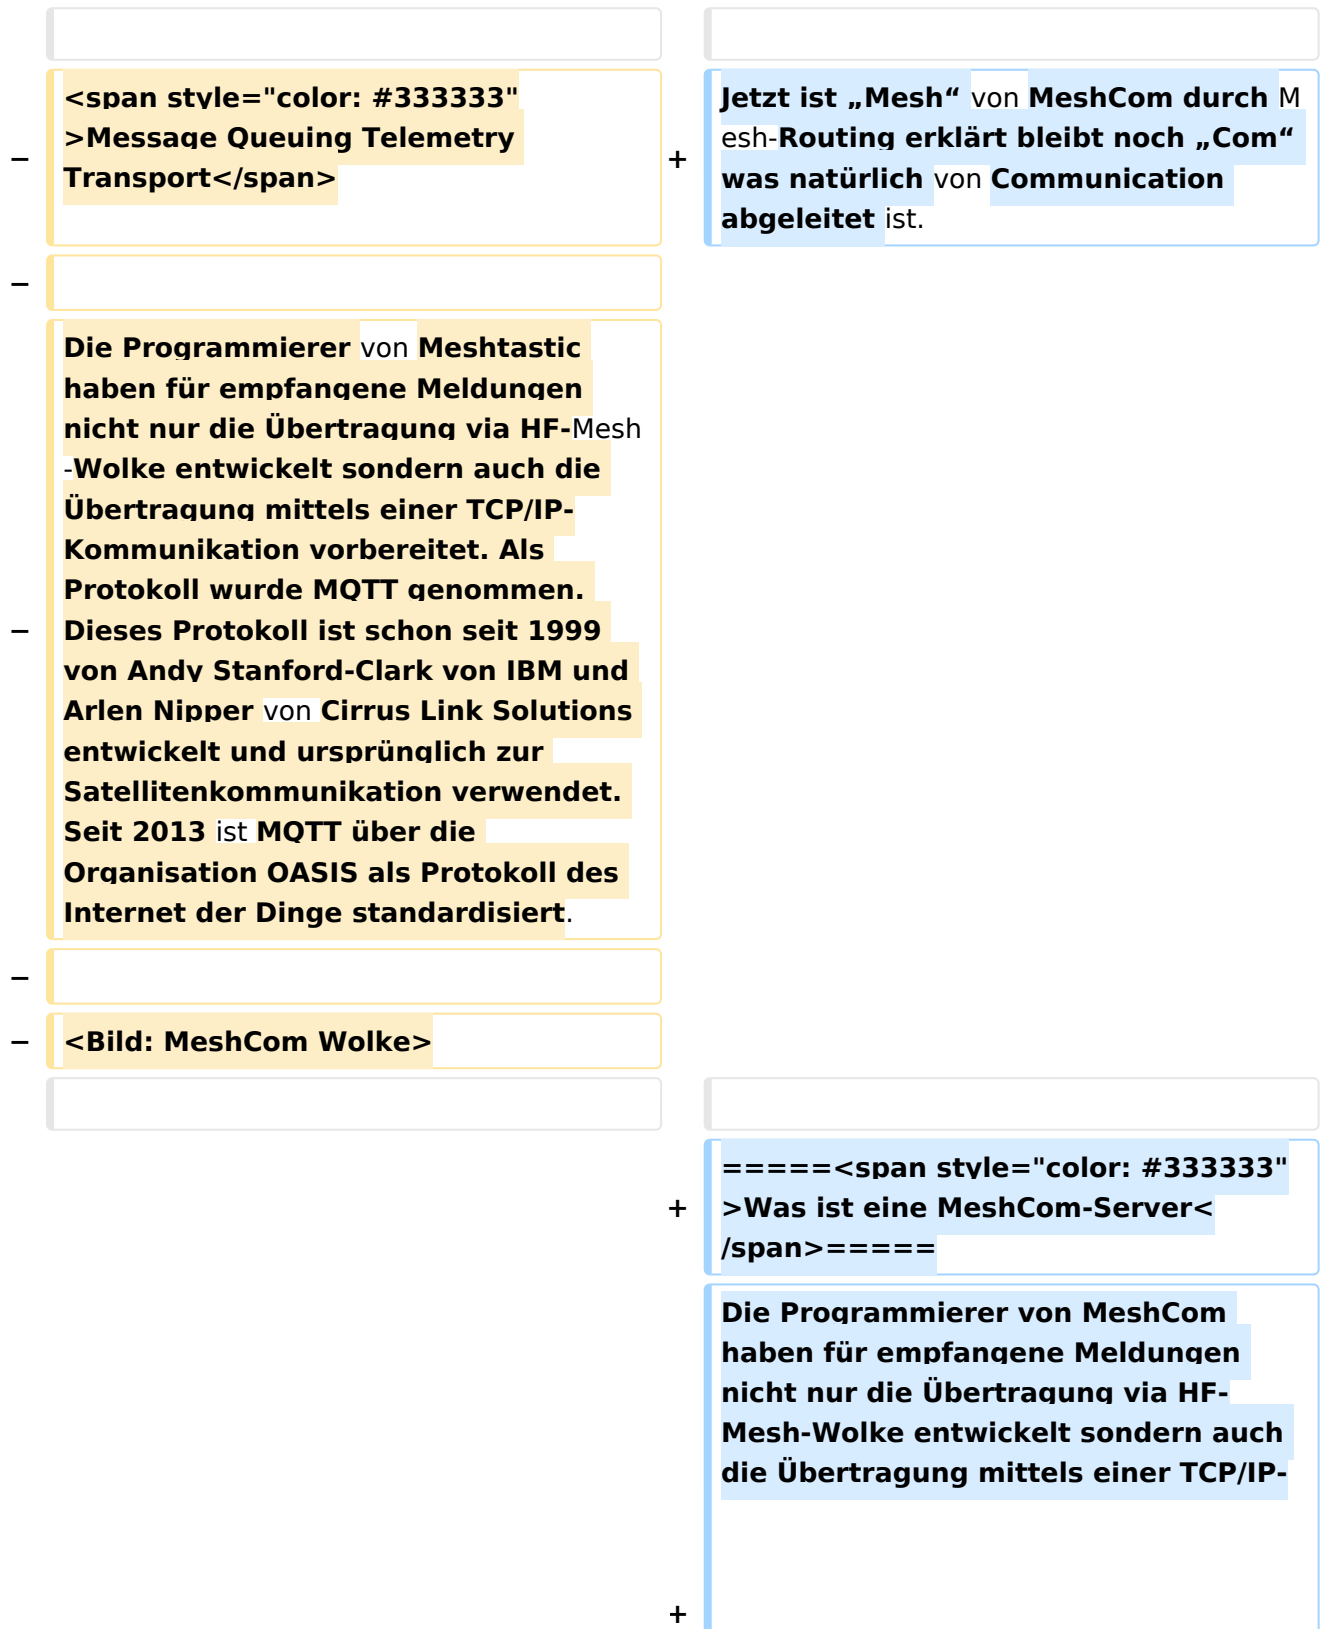 <span style="color: #333333"
>Message Queuing Telemetry
−
Transport</span>
Jetzt ist „Mesh“ von MeshCom durch M
esh-Routing erklärt bleibt noch „Com“
+
was natürlich von Communication
abgeleitet ist.
−
Die Programmierer von Meshtastic
haben für empfangene Meldungen
nicht nur die Übertragung via HF-Mesh
-Wolke entwickelt sondern auch die
Übertragung mittels einer TCP/IP-
Kommunikation vorbereitet. Als
Protokoll wurde MQTT genommen.
− Dieses Protokoll ist schon seit 1999
von Andy Stanford-Clark von IBM und
Arlen Nipper von Cirrus Link Solutions
entwickelt und ursprünglich zur
Satellitenkommunikation verwendet.
Seit 2013 ist MQTT über die
Organisation OASIS als Protokoll des
Internet der Dinge standardisiert.
−
− <Bild: MeshCom Wolke>
=====<span style="color: #333333"
+ >Was ist eine MeshCom-Server<
/span>=====
Die Programmierer von MeshCom
haben für empfangene Meldungen
nicht nur die Übertragung via HF-
Mesh-Wolke entwickelt sondern auch
die Übertragung mittels einer TCP/IP-
+